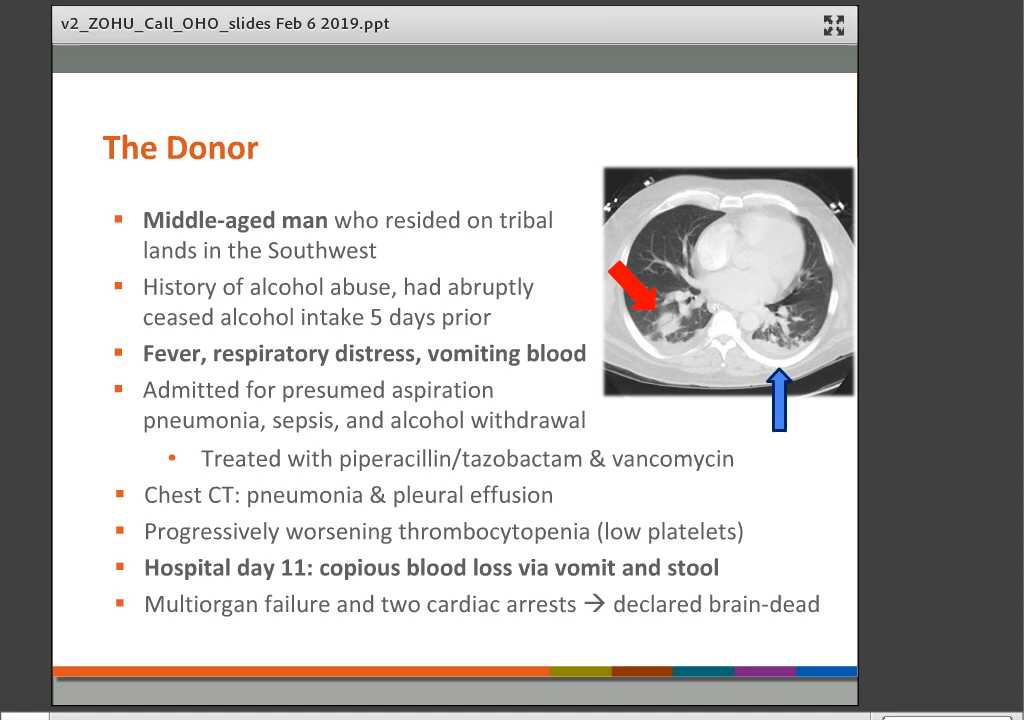 v2_ZOHU_Call_OHO_slides Feb 6 2019.ppt
The Donor
▪ Middle-aged man who resided on tribal
lands in the Southwest
▪ History of alcohol abuse, had abruptly
ceased alcohol intake 5 days prior
▪ Fever, respiratory distress, vomiting blood
▪ Admitted for presumed aspiration
pneumonia, sepsis, and alcohol withdrawal
• Treated with piperacillin/tazobactam & vancomycin
▪ Chest CT: pneumonia & pleural effusion
▪ Progressively worsening thrombocytopenia (low platelets)
▪ Hospital day 11: copious blood loss via vomit and stool
▪ Multiorgan failure and two cardiac arrests → declared brain-dead